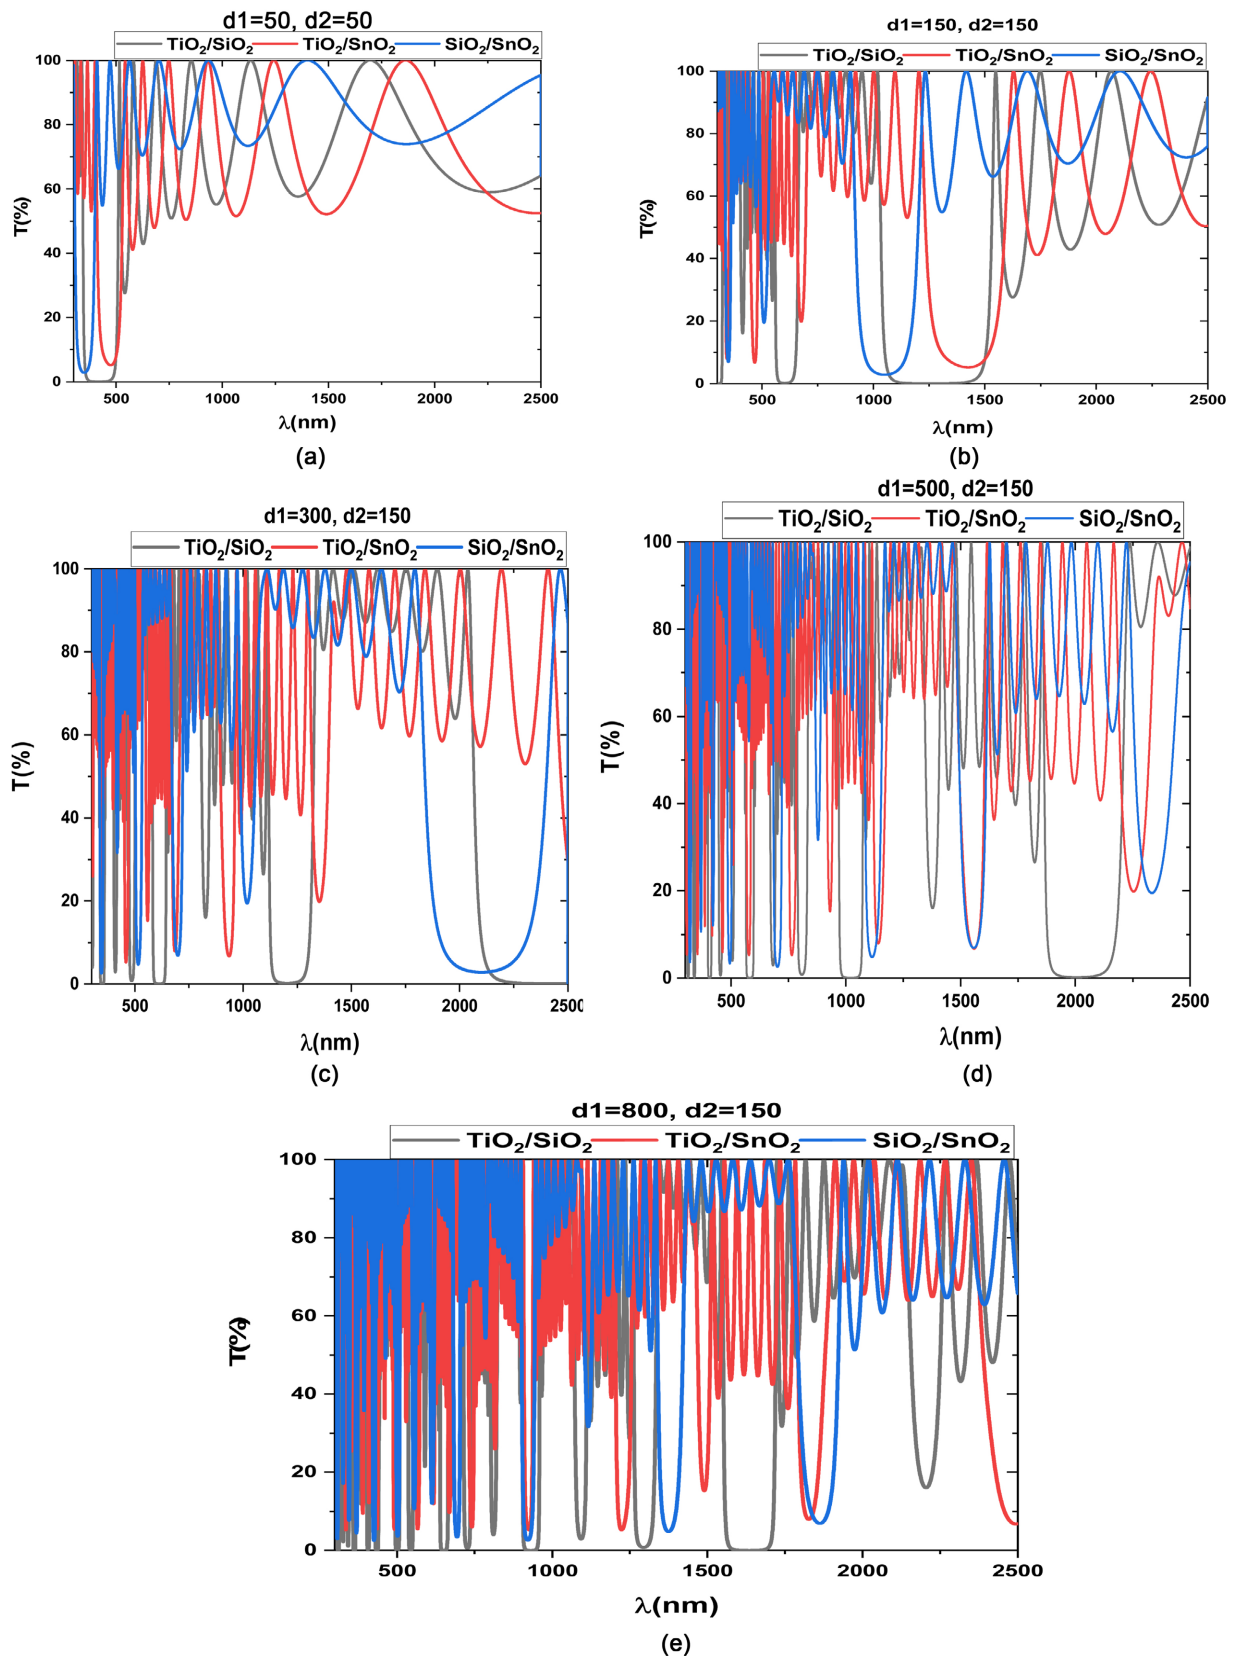 d1=50, d2=50
TiO₂/SiO₂ TiO₂/SnO₂ SiO₂/SnO₂
100
80
60
40
20
0
T(%)
500 1000 1500 2000 2500
λ(nm)
(a)
d1=150, d2=150
TiO₂/SiO₂ TiO₂/SnO₂ SiO₂/SnO₂
100
80
60
40
20
0
T(%)
500 1000 1500 2000 2500
λ(nm)
(b)
d1=300, d2=150
TiO₂/SiO₂ TiO₂/SnO₂ SiO₂/SnO₂
100
80
60
40
20
0
T(%)
500 1000 1500 2000 2500
λ(nm)
(c)
d1=500, d2=150
TiO₂/SiO₂ TiO₂/SnO₂ SiO₂/SnO₂
100
80
60
40
20
0
T(%)
500 1000 1500 2000 2500
λ(nm)
(d)
d1=800, d2=150
TiO₂/SiO₂ TiO₂/SnO₂ SiO₂/SnO₂
100
80
60
40
20
0
T(%)
500 1000 1500 2000 2500
λ(nm)
(e)